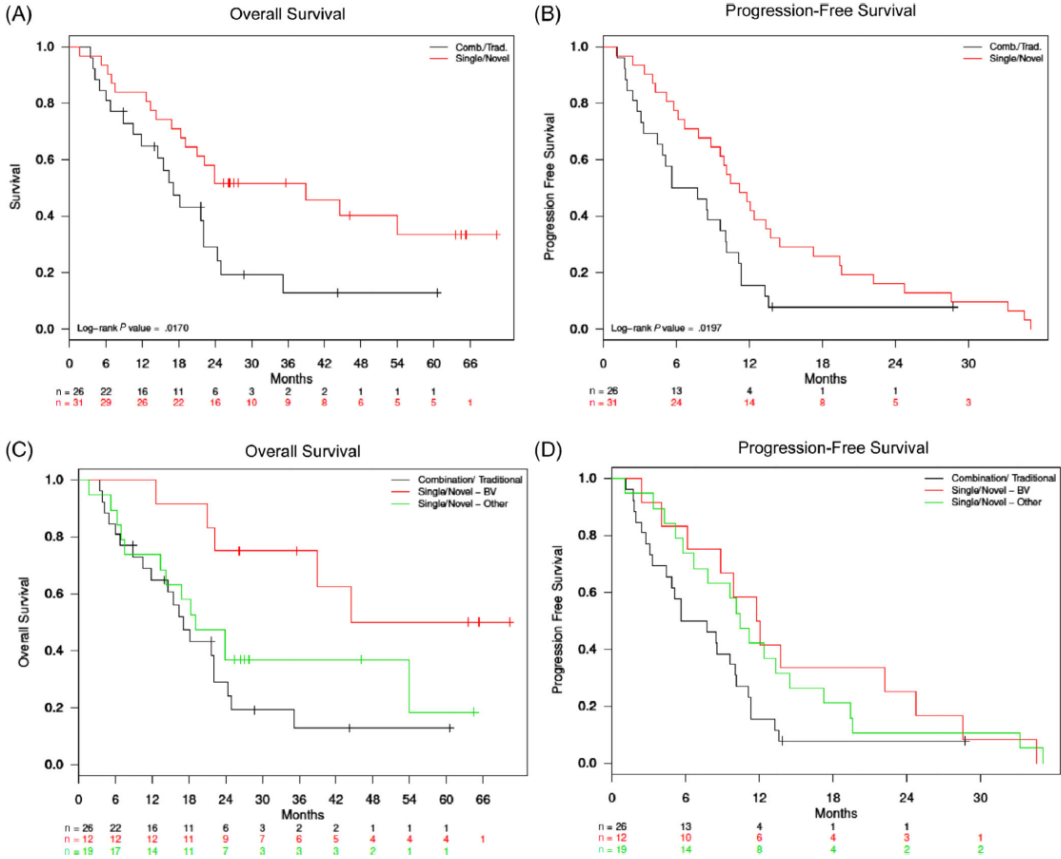 (A)
Overall Survival
Comb./Trad.
Single/Novel
Survival
1.0
0.8
0.6
0.4
0.2
0.0
Log-rank P value = .0170
0 6 12 18 24 30 36 42 48 54 60 66
Months
n = 26 22 16 11 6 3 2 2 1 1 1
n = 31 29 26 22 16 10 9 8 6 5 5 1
(B)
Progression-Free Survival
Comb./Trad.
Single/Novel
Progression Free Survival
1.0
0.8
0.6
0.4
0.2
0.0
Log-rank P value = .0197
0 6 12 18 24 30
Months
n = 26 13 4 1 1
n = 31 24 14 8 5 3
(C)
Overall Survival
Combination/ Traditional
Single/Novel - BV
Single/Novel - Other
Overall Survival
1.0
0.8
0.6
0.4
0.2
0.0
0 6 12 18 24 30 36 42 48 54 60 66
Months
n = 26 22 16 11 6 3 2 2 1 1 1
n = 12 12 12 11 9 7 6 5 4 4 4 1
n = 19 17 14 11 7 3 3 3 2 1 1
(D)
Progression-Free Survival
Combination/ Traditional
Single/Novel - BV
Single/Novel - Other
Progression Free Survival
1.0
0.8
0.6
0.4
0.2
0.0
0 6 12 18 24 30
Months
n = 26 13 4 1 1
n = 12 10 6 4 3 1
n = 19 14 8 4 2 2